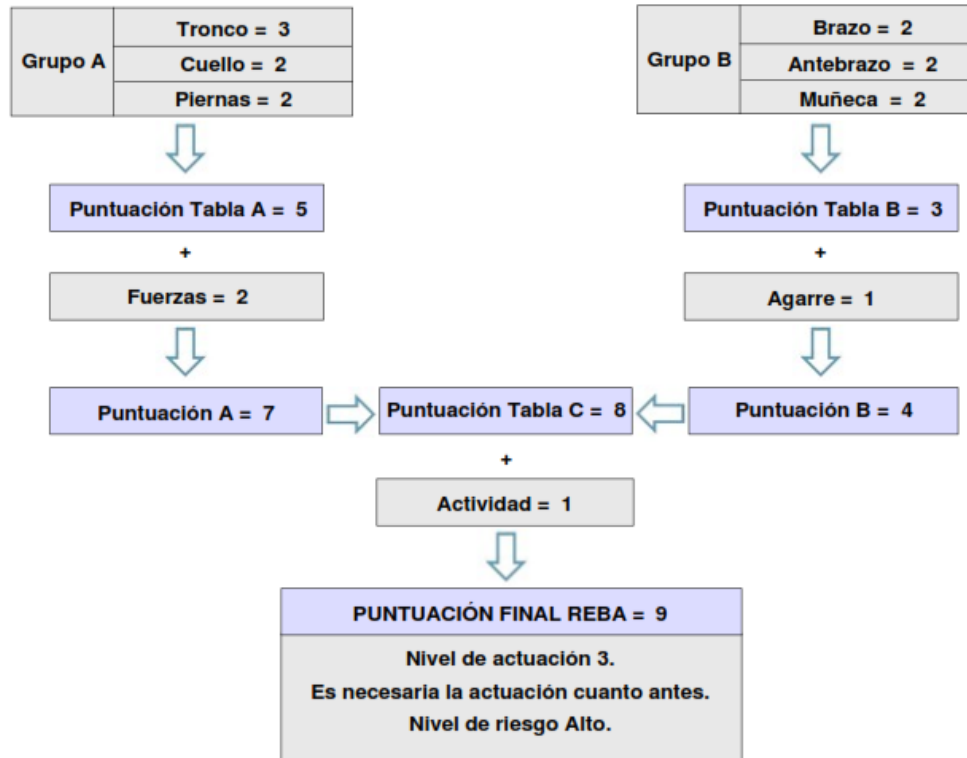 Grupo A
Tronco = 3
Cuello = 2
Piernas = 2
Grupo B
Brazo = 2
Antebrazo = 2
Muñeca = 2
Puntuación Tabla A = 5
+
Fuerzas = 2
Puntuación Tabla B = 3
+
Agarre = 1
Puntuación A = 7
Puntuación Tabla C = 8
Puntuación B = 4
+
Actividad = 1
PUNTUACIÓN FINAL REBA = 9
Nivel de actuación 3.
Es necesaria la actuación cuanto antes.
Nivel de riesgo Alto.